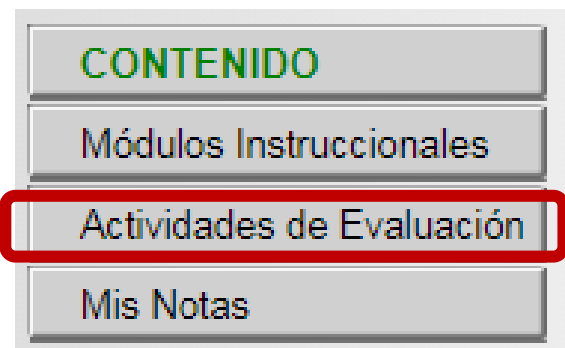 CONTENIDO
Módulos Instruccionales
Actividades de Evaluación
Mis Notas